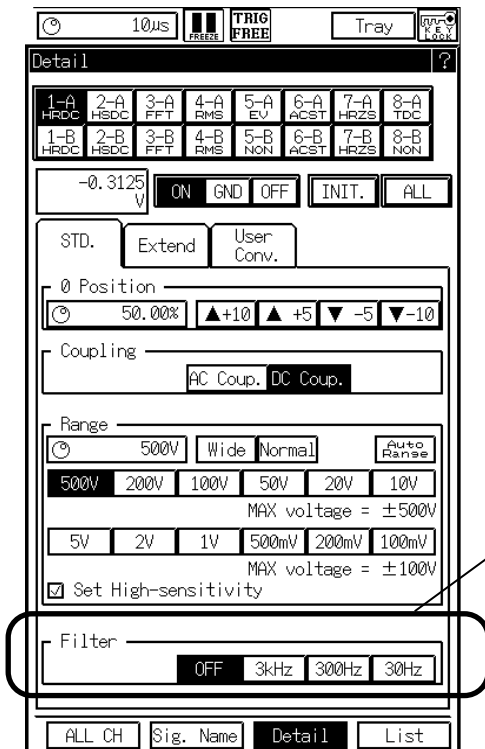 10µs FREEZE TRIG FREE Tray KEY LOCK
Detail ?
1-A HRDC 2-A HSDC 3-A FFT 4-A RMS 5-A EV 6-A ACST 7-A HRZS 8-A TDC
1-B HRDC 2-B HSDC 3-B FFT 4-B RMS 5-B NON 6-B ACST 7-B HRZS 8-B NON
-0.3125 V ON GND OFF INIT. ALL
STD. Extend User Conv.
0 Position
50.00% ▲+10 ▲ +5 ▼ -5 ▼-10
Coupling
AC Coup. DC Coup.
Range
500V Wide Normal Auto Range
500V 200V 100V 50V 20V 10V
MAX voltage = ±500V
5V 2V 1V 500mV 200mV 100mV
MAX voltage = ±100V
☑ Set High-sensitivity
Filter
OFF 3kHz 300Hz 30Hz
ALL CH Sig. Name Detail List